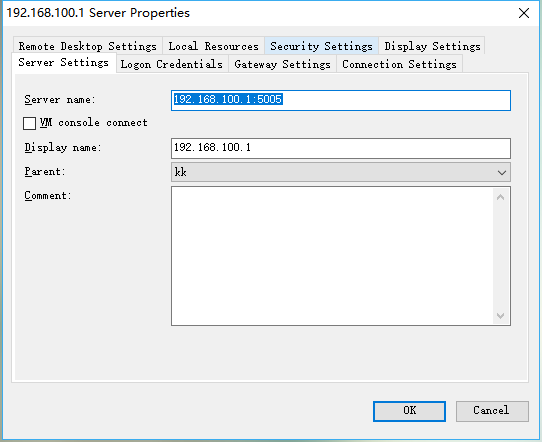 192.168.100.1 Server Properties
Remote Desktop Settings Local Resources Security Settings Display Settings
Server Settings Logon Credentials Gateway Settings Connection Settings
Server name: 192.168.100.1:5005
VM console connect
Display name: 192.168.100.1
Parent: kk
Comment:
OK Cancel